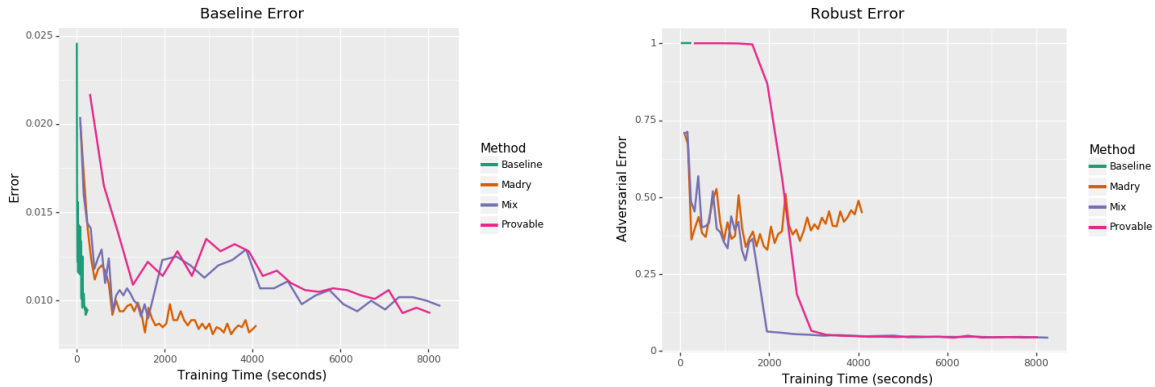 Baseline Error
0.025
0.020
0.015
0.010
Error
0
2000
4000
6000
8000
Training Time (seconds)
Method
Baseline
Madry
Mix
Provable
Robust Error
1
0.75
0.50
0.25
0
Adversarial Error
0
2000
4000
6000
8000
Training Time (seconds)
Method
Baseline
Madry
Mix
Provable